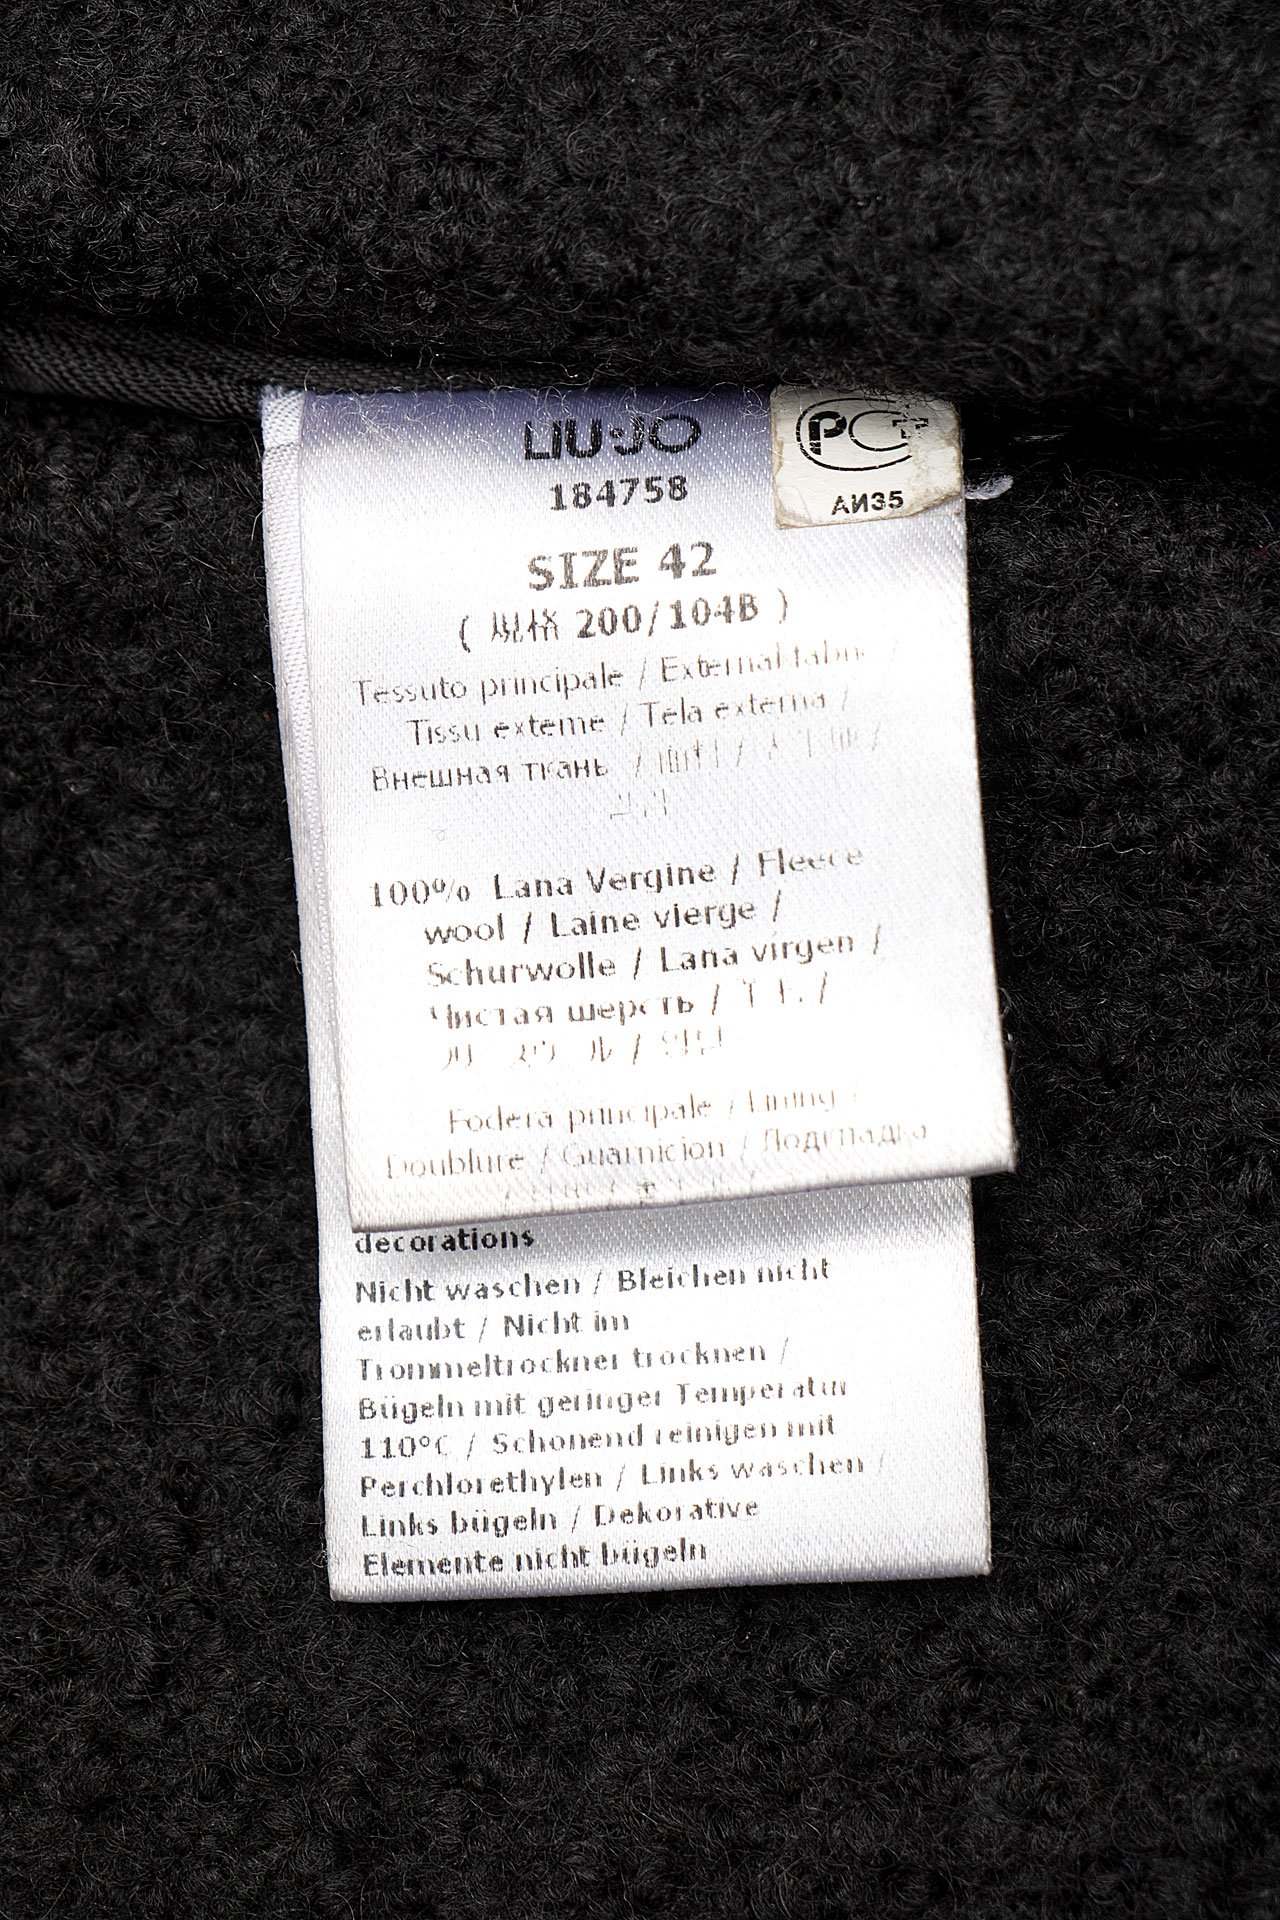 LIU·JO
184758
РС
АИ35
SIZE 42
( 规格 200/104B )
Tessuto principale / External fabric /
Tissu externe / Tela externa /
Внешная ткань / /
100% Lana Vergine / Fleece
wool / Laine vierge /
Schurwolle / Lana virgen /
Чистая шерсть / /
Fodera principale / Lining /
Doublure / Guarnicion / Подкладка
decorations
Nicht waschen / Bleichen nicht
erlaubt / Nicht im
Trommeltrockner trocknen /
Bügeln mit geringer Temperatur
110°C / Schonend reinigen mit
Perchlorethylen / Links waschen /
Links bügeln / Dekorative
Elemente nicht bügeln